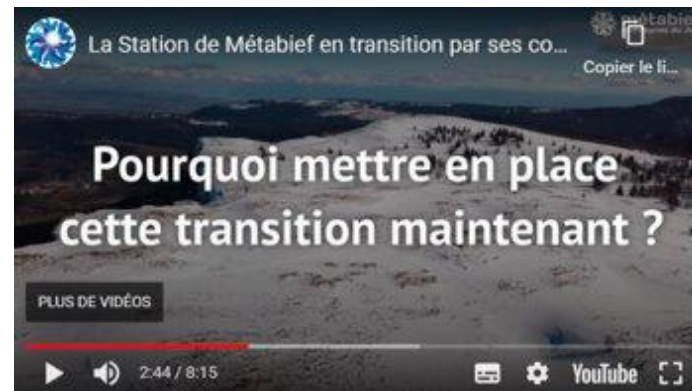 La Station de Métabief en transition par ses co...
métabief
Copier le li...
Pourquoi mettre en place
cette transition maintenant ?
PLUS DE VIDÉOS
2:44 / 8:15
YouTube